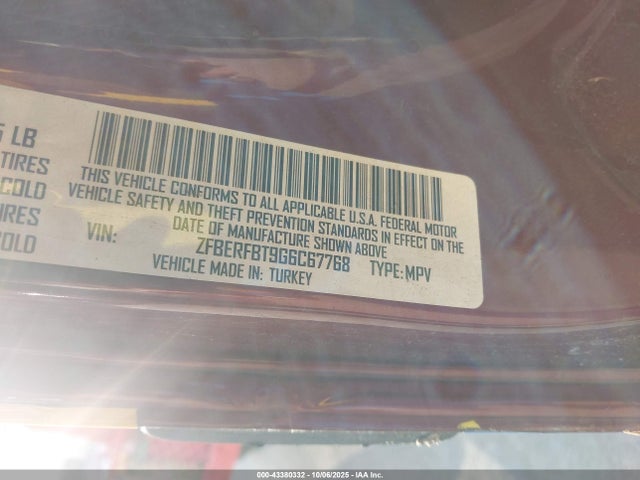 5 LB
TIRES
COLD
IRES
COLD
THIS VEHICLE CONFORMS TO ALL APPLICABLE U.S.A. FEDERAL MOTOR
VEHICLE SAFETY AND THEFT PREVENTION STANDARDS IN EFFECT ON THE
DATE OF MANUFACTURE SHOWN ABOVE
VIN: ZFBERFBT9G6C67768 TYPE:MPV
VEHICLE MADE IN: TURKEY
000-43380332 - 10/06/2025 - IAA Inc.